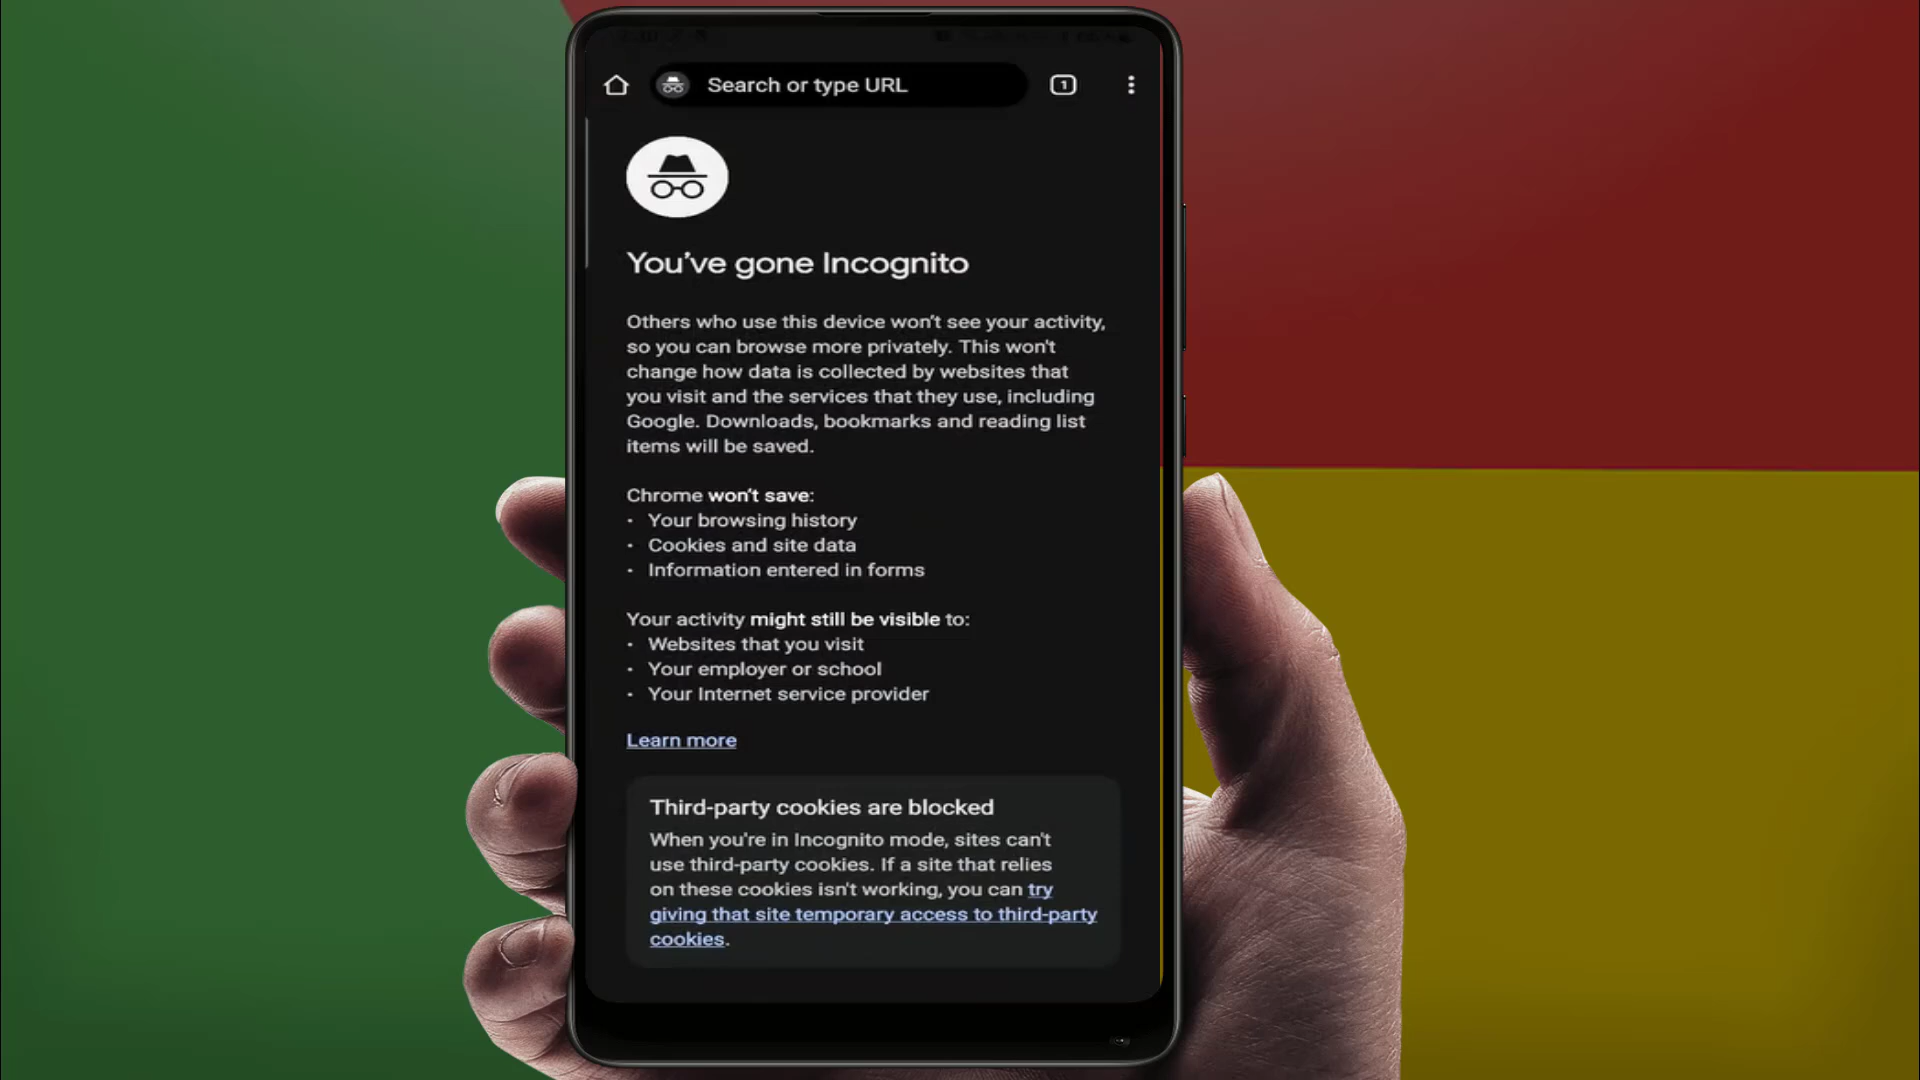 Search or type URL
1
You've gone Incognito
Others who use this device won't see your activity,
so you can browse more privately. This won't
change how data is collected by websites that
you visit and the services that they use, including
Google. Downloads, bookmarks and reading list
items will be saved.
Chrome won't save:
• Your browsing history
• Cookies and site data
• Information entered in forms
Your activity might still be visible to:
• Websites that you visit
• Your employer or school
• Your Internet service provider
Learn more
Third-party cookies are blocked
When you're in Incognito mode, sites can't
use third-party cookies. If a site that relies
on these cookies isn't working, you can try
giving that site temporary access to third-party
cookies.